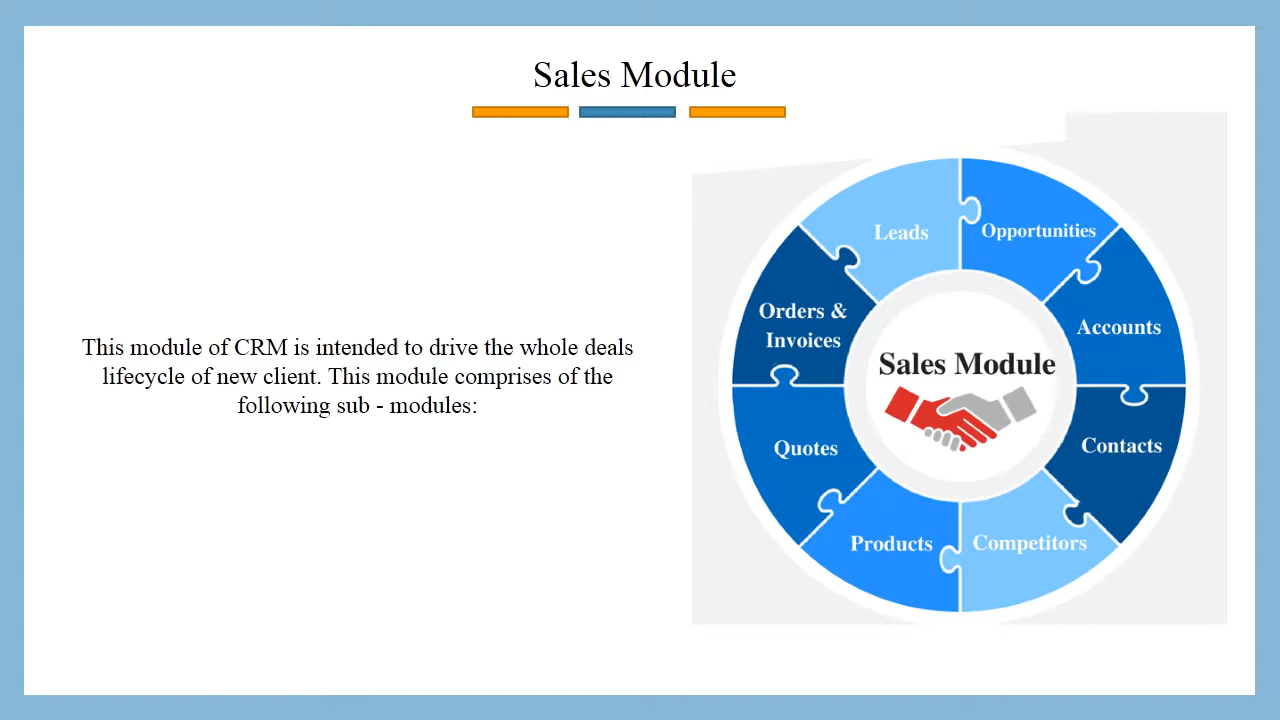 Sales Module
This module of CRM is intended to drive the whole deals
lifecycle of new client. This module comprises of the
following sub - modules:
Leads
Opportunities
Orders &
Invoices
Accounts
Sales Module
Quotes
Contacts
Products
Competitors